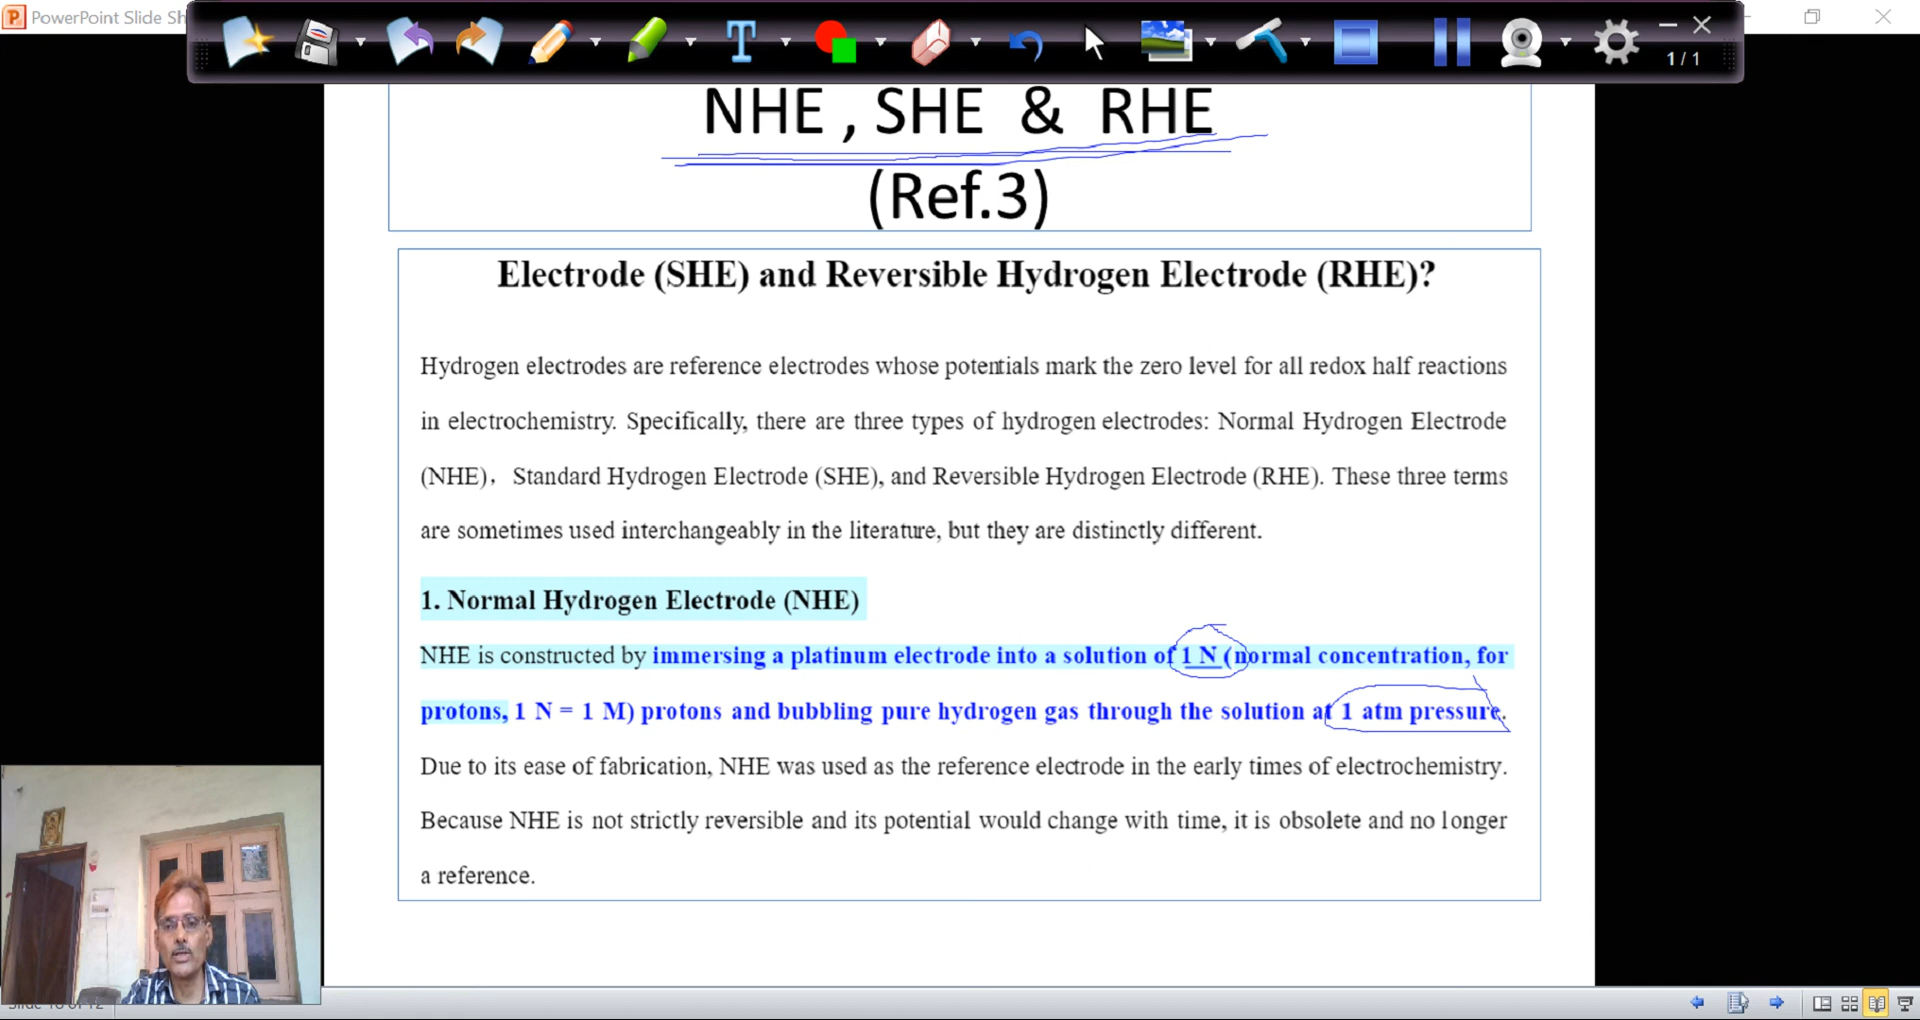 PowerPoint Slide Sh
1/1
NHE , SHE & RHE
(Ref.3)
Electrode (SHE) and Reversible Hydrogen Electrode (RHE)?
Hydrogen electrodes are reference electrodes whose potentials mark the zero level for all redox half reactions
in electrochemistry. Specifically, there are three types of hydrogen electrodes: Normal Hydrogen Electrode
(NHE)， Standard Hydrogen Electrode (SHE), and Reversible Hydrogen Electrode (RHE). These three terms
are sometimes used interchangeably in the literature, but they are distinctly different.
1. Normal Hydrogen Electrode (NHE)
NHE is constructed by immersing a platinum electrode into a solution of 1 N (normal concentration, for
protons, 1 N = 1 M) protons and bubbling pure hydrogen gas through the solution at 1 atm pressure.
Due to its ease of fabrication, NHE was used as the reference electrode in the early times of electrochemistry.
Because NHE is not strictly reversible and its potential would change with time, it is obsolete and no longer
a reference.